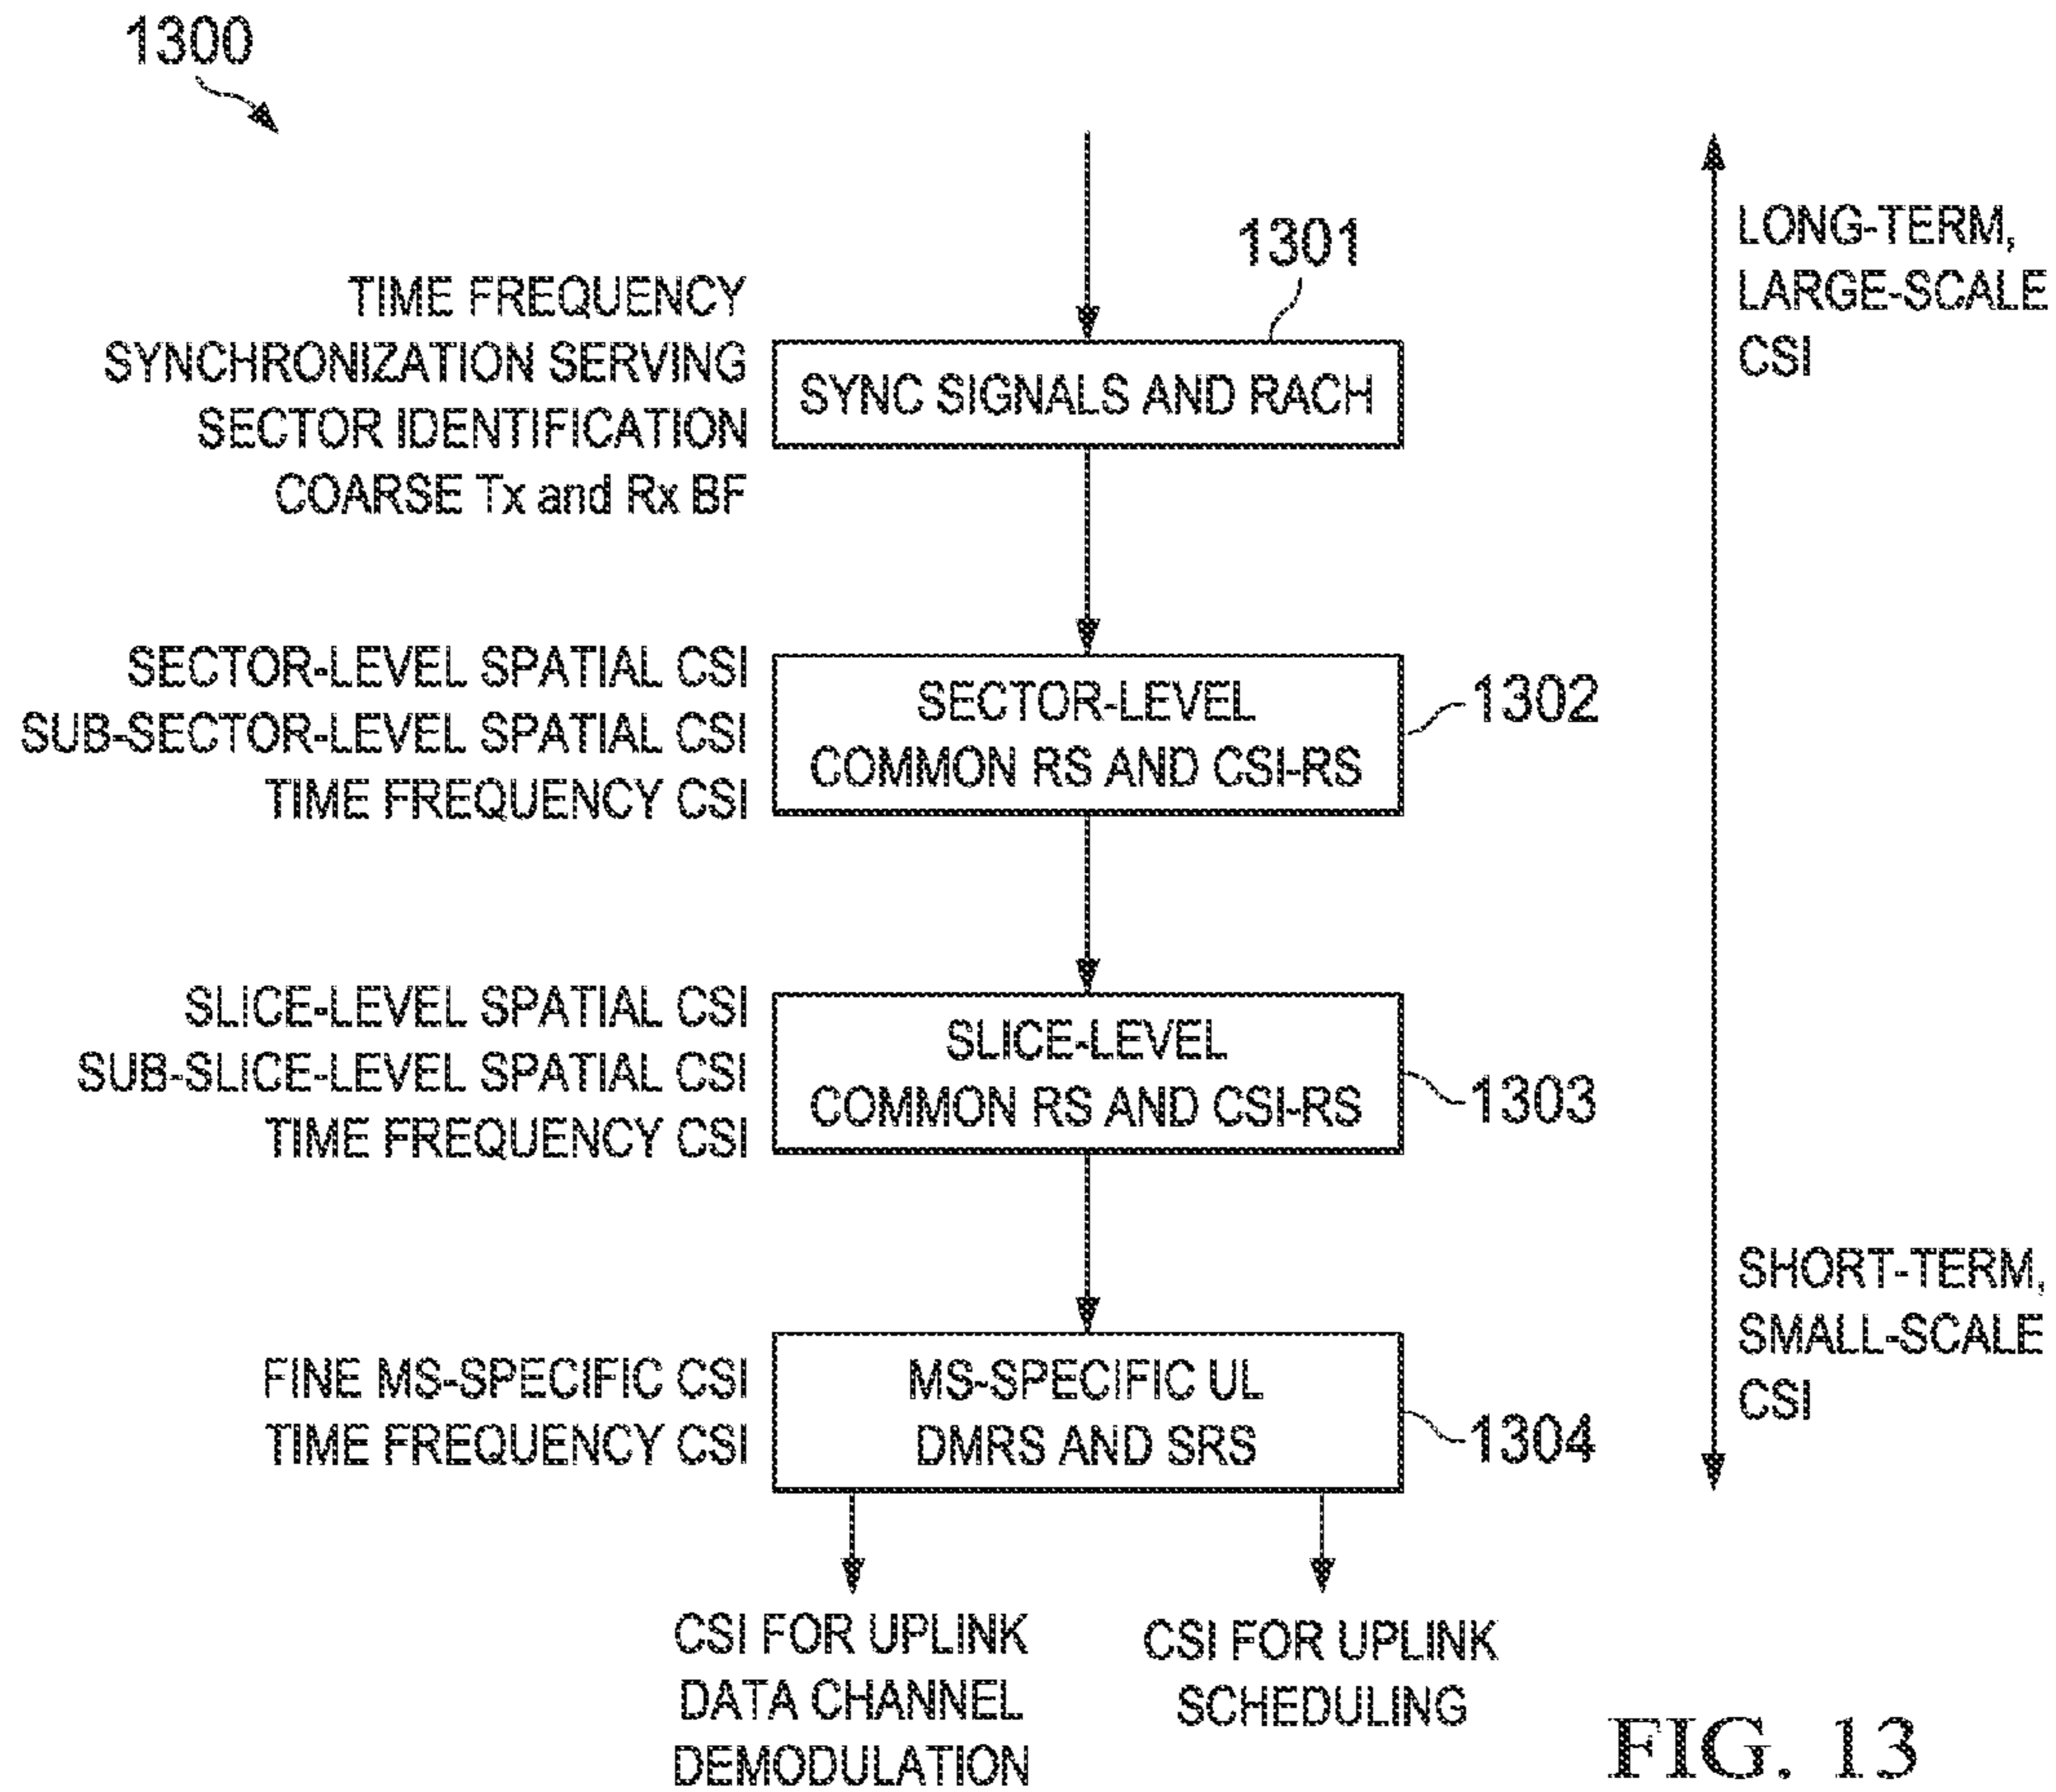 1300
1301
TIME FREQUENCY
SYNCHRONIZATION SERVING
SECTOR IDENTIFICATION
COARSE Tx and Rx BF
SYNC SIGNALS AND RACH
LONG-TERM,
LARGE-SCALE
CSI
SECTOR-LEVEL SPATIAL CSI
SUB-SECTOR-LEVEL SPATIAL CSI
TIME FREQUENCY CSI
SECTOR-LEVEL
COMMON RS AND CSI-RS
1302
SLICE-LEVEL SPATIAL CSI
SUB-SLICE-LEVEL SPATIAL CSI
TIME FREQUENCY CSI
SLICE-LEVEL
COMMON RS AND CSI-RS
1303
FINE MS-SPECIFIC CSI
TIME FREQUENCY CSI
MS-SPECIFIC UL
DMRS AND SRS
1304
SHORT-TERM,
SMALL-SCALE
CSI
CSI FOR UPLINK
DATA CHANNEL
DEMODULATION
CSI FOR UPLINK
SCHEDULING
FIG. 13